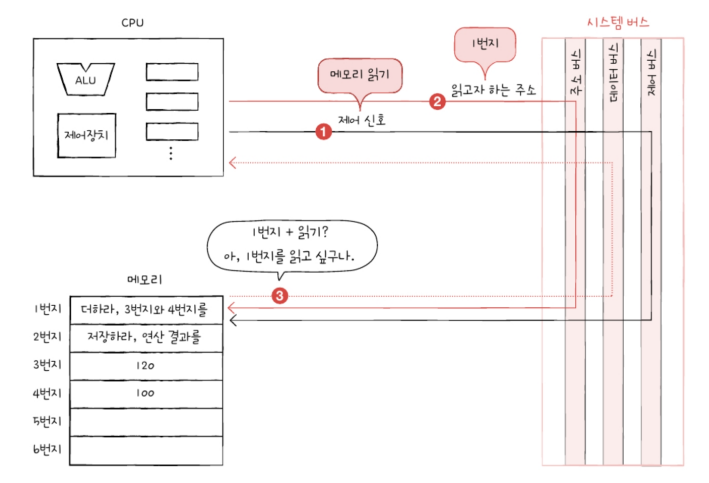 CPU
시스템 버스
ALU
제어장치
메모리 읽기
1번지
읽고자 하는 주소
2
제어 신호
1
주소 버스
데이터 버스
제어 버스
1번지 + 읽기?
아, 1번지를 읽고 싶구나.
3
메모리
1번지 더하라, 3번지와 4번지를
2번지 저장하라, 연산 결과를
3번지 120
4번지 100
5번지
6번지